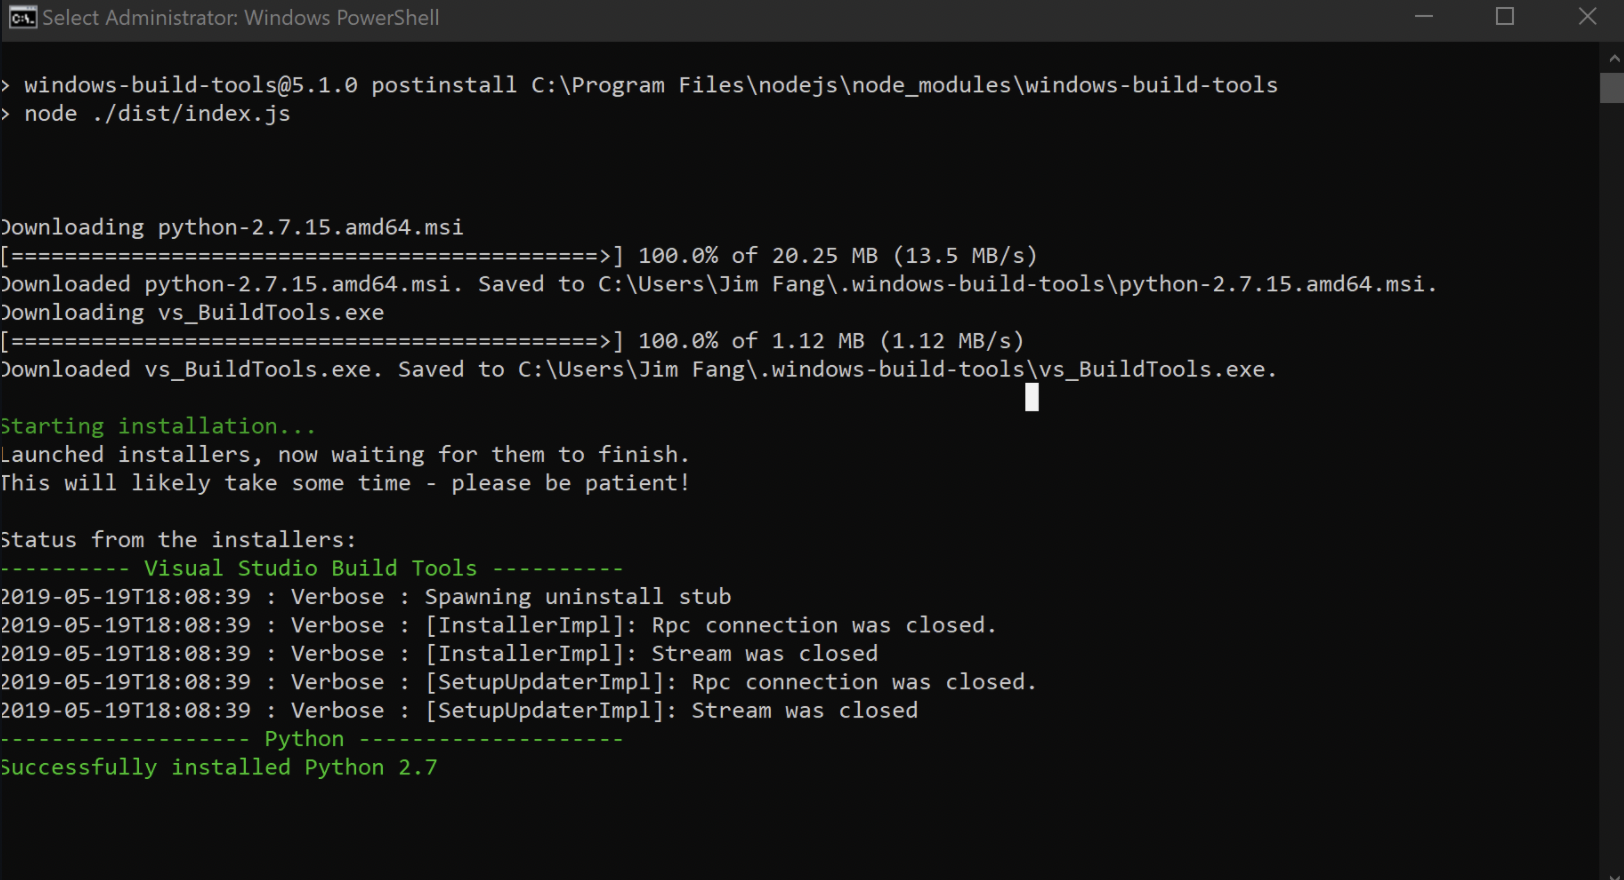 Select Administrator: Windows PowerShell
> windows-build-tools@5.1.0 postinstall C:\Program Files\nodejs\node_modules\windows-build-tools
> node ./dist/index.js
Downloading python-2.7.15.amd64.msi
[============================================>] 100.0% of 20.25 MB (13.5 MB/s)
Downloaded python-2.7.15.amd64.msi. Saved to C:\Users\Jim Fang\.windows-build-tools\python-2.7.15.amd64.msi.
Downloading vs_BuildTools.exe
[============================================>] 100.0% of 1.12 MB (1.12 MB/s)
Downloaded vs_BuildTools.exe. Saved to C:\Users\Jim Fang\.windows-build-tools\vs_BuildTools.exe.
Starting installation...
Launched installers, now waiting for them to finish.
This will likely take some time - please be patient!
Status from the installers:
---------- Visual Studio Build Tools ----------
2019-05-19T18:08:39 : Verbose : Spawning uninstall stub
2019-05-19T18:08:39 : Verbose : [InstallerImpl]: Rpc connection was closed.
2019-05-19T18:08:39 : Verbose : [InstallerImpl]: Stream was closed
2019-05-19T18:08:39 : Verbose : [SetupUpdaterImpl]: Rpc connection was closed.
2019-05-19T18:08:39 : Verbose : [SetupUpdaterImpl]: Stream was closed
------------------- Python --------------------
Successfully installed Python 2.7